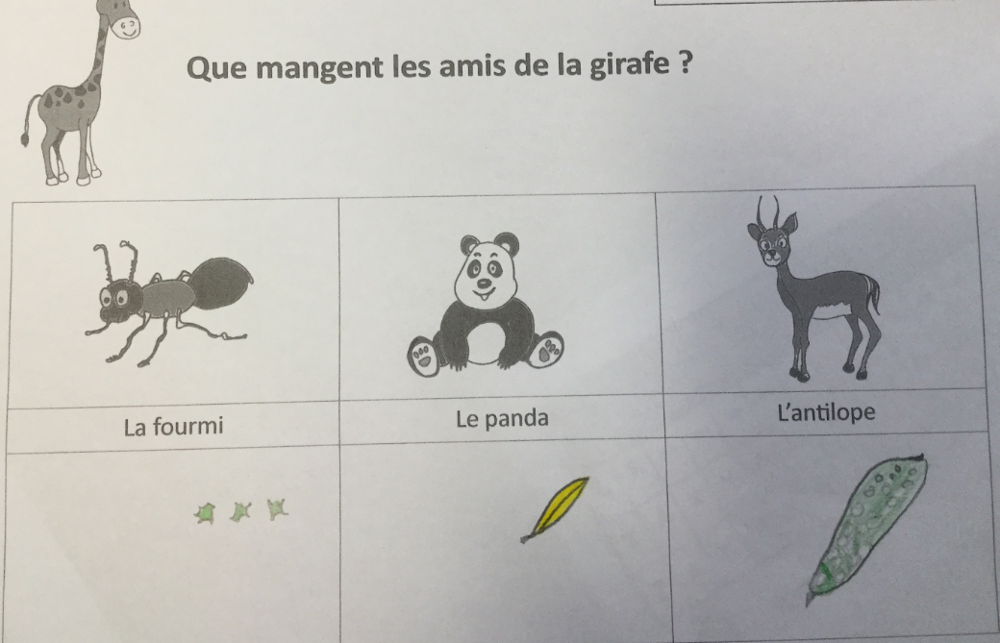 Que mangent les amis de la girafe ?
La fourmi
Le panda
L'antilope